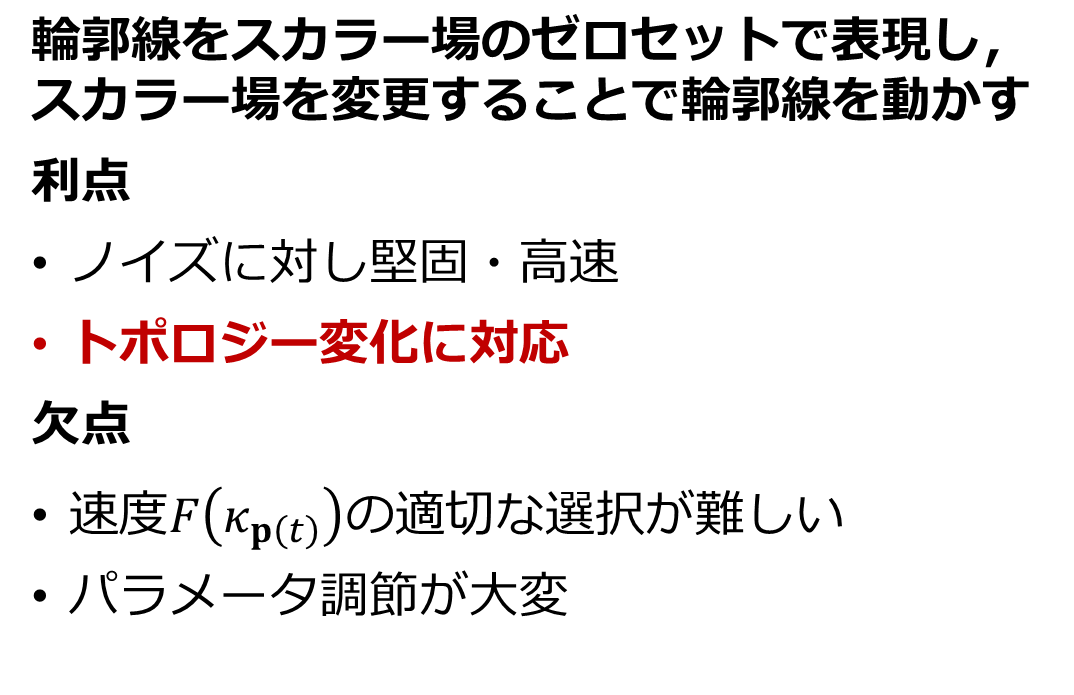 輪郭線をスカラー場のゼロセットで表現し，
スカラー場を変更することで輪郭線を動かす
利点
• ノイズに対し堅固・高速
• トポロジー変化に対応
欠点
• 速度F(κ_𝐩(t))の適切な選択が難しい
• パラメータ調節が大変